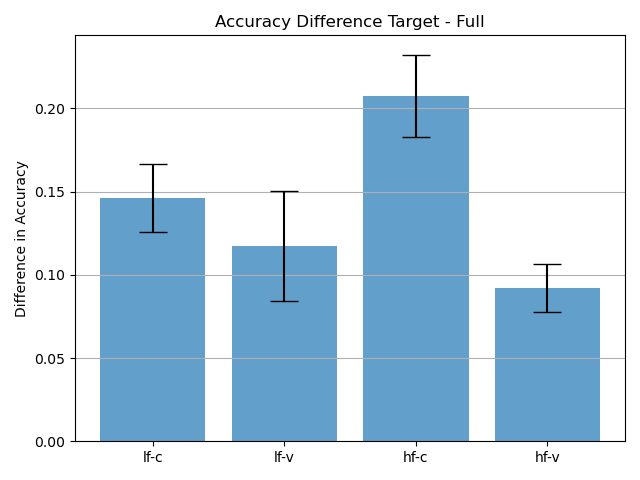 Accuracy Difference Target - Full
Difference in Accuracy
0.20
0.15
0.10
0.05
0.00
lf-c lf-v hf-c hf-v